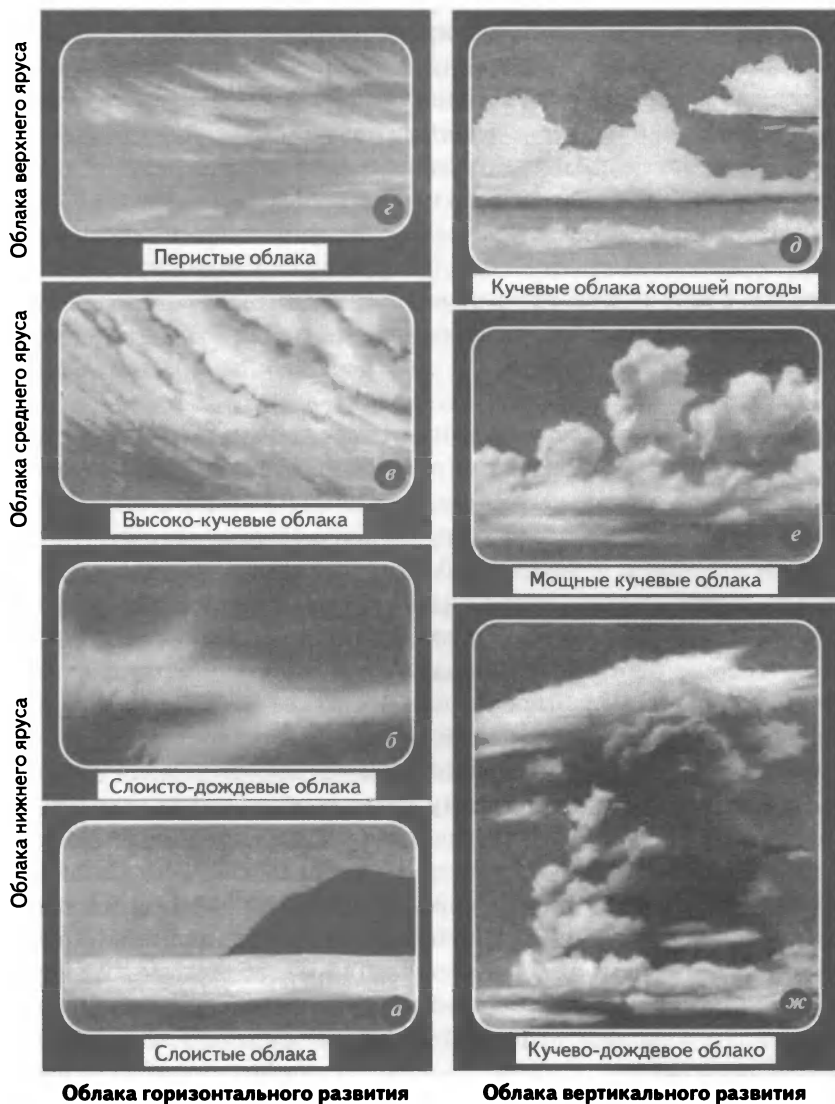 Облака верхнего яруса
г
Перистые облака
Облака среднего яруса
в
Высоко-кучевые облака
Облака нижнего яруса
б
Слоисто-дождевые облака
а
Слоистые облака
Облака горизонтального развития
д
Кучевые облака хорошей погоды
е
Мощные кучевые облака
ж
Кучево-дождевое облако
Облака вертикального развития